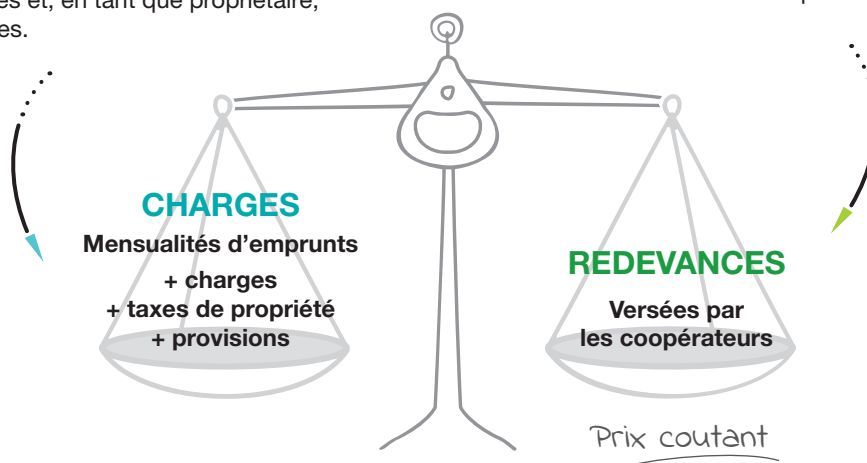 es et, en tant que propriétaire,
es.
CHARGES
Mensualités d'emprunts
+ charges
+ taxes de propriété
+ provisions
REDEVANCES
Versées par
les coopérateurs
Prix coutant